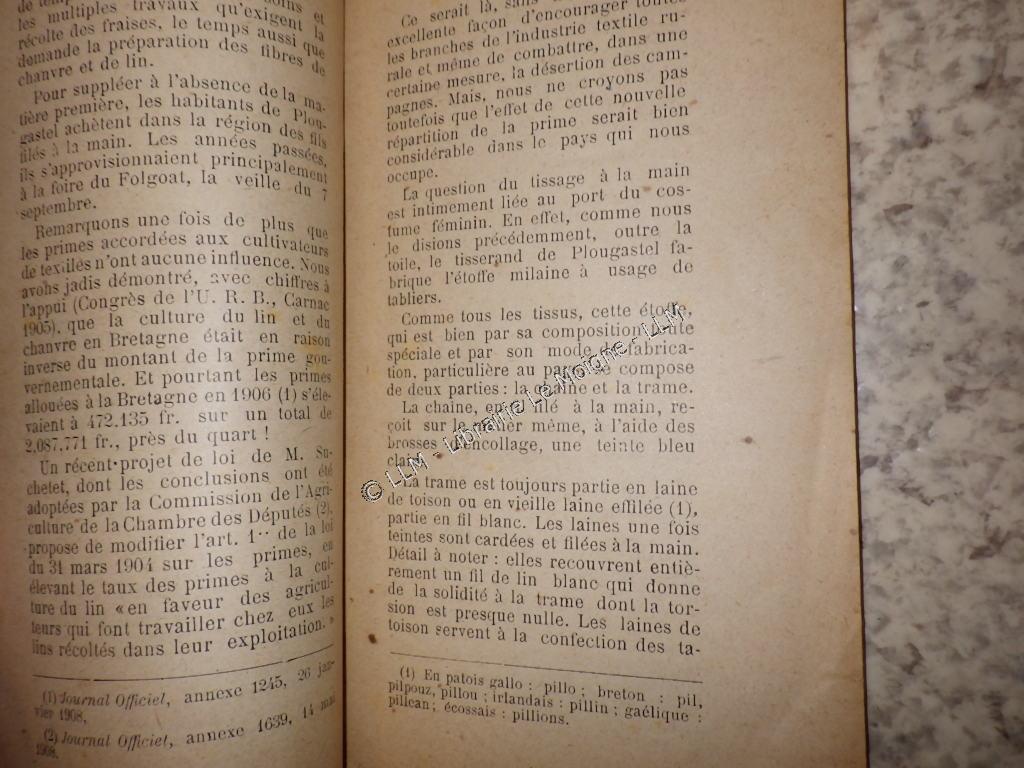 les multiples travaux qu'exigent la
récolte des fraises, le temps aussi que
demande la préparation des fibres de
chanvre et de lin.
Pour suppléer à l'absence de la ma-
tière première, les habitants de Plou-
gastel achètent dans la région des fils
filés à la main. Les années passées,
ils s'approvisionnaient principalement
à la foire du Folgoat, la veille du 7
septembre.
Remarquons une fois de plus que
les primes accordées aux cultivateurs
de textiles n'ont aucune influence. Nous
avons jadis démontré, avec chiffres à
l'appui (Congrès de l'U. R. B., Carnac
1905), que la culture du lin et du
chanvre en Bretagne était en raison
inverse du montant de la prime gou-
vernementale. Et pourtant les primes
allouées à la Bretagne en 1906 (1) s'éle-
vaient à 472.135 fr. sur un total de
2.087.771 fr., près du quart !
Un récent projet de loi de M. Su-
chetet, dont les conclusions ont été
adoptées par la Commission de l'Agri-
culture de la Chambre des Députés (2),
propose de modifier l'art. 1er de la loi
du 31 mars 1904 sur les primes, en
élevant le taux des primes à la cul-
ture du lin « en faveur des agricul-
teurs qui font travailler chez eux les
lins récoltés dans leur exploitation. »
(1) Journal Officiel, annexe 1245, 26 jan-
vier 1908.
(2) Journal Officiel, annexe 1639, 14 mai
1908.
Ce serait là, sans
excellente façon d'encourager toutes
les branches de l'industrie textile ru-
rale et même de combattre, dans une
certaine mesure, la désertion des cam-
pagnes. Mais, nous ne croyons pas
toutefois que l'effet de cette nouvelle
répartition de la prime serait bien
considérable dans le pays qui nous
occupe.
La question du tissage à la main
est intimement liée au port du cos-
tume féminin. En effet, comme nous
le disions précédemment, outre la
toile, le tisserand de Plougastel fa-
brique l'étoffe milaine à usage de
tabliers.
Comme tous les tissus, cette étoffe,
qui est bien par sa composition toute
spéciale et par son mode de fabrica-
tion, particulière au pays, se compose
de deux parties : la chaîne et la trame.
La chaine, en filé à la main, re-
çoit sur le métier même, à l'aide des
brosses d'encollage, une teinte bleu
clair.
La trame est toujours partie en laine
de toison ou en vieille laine effilée (1),
partie en fil blanc. Les laines une fois
teintes sont cardées et filées à la main.
Détail à noter : elles recouvrent entiè-
rement un fil de lin blanc qui donne
de la solidité à la trame dont la tor-
sion est presque nulle. Les laines de
toison servent à la confection des ta-
(1) En patois gallo : pillo ; breton : pil,
pilpouz, pillou ; irlandais : pillin ; gaélique :
pillean ; écossais : pillions.
© LLM - Librairie Le Moigne - LLM